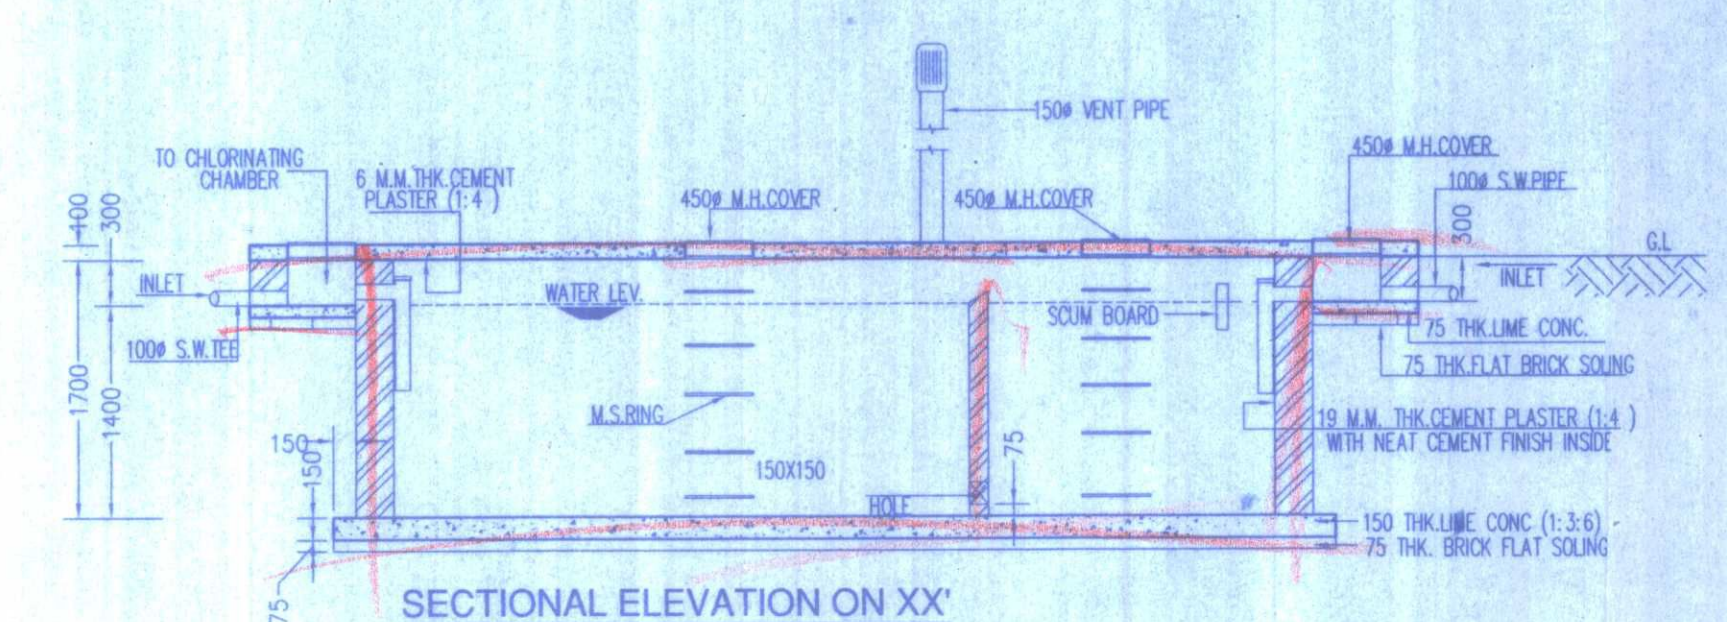 150ø VENT PIPE
TO CHLORINATING
CHAMBER
6 M.M.THK.CEMENT
PLASTER (1:4 )
450ø M.H.COVER
450ø M.H.COVER
450ø M.H.COVER
100ø S.W.PIPE
400
300
300
G.L
INLET
INLET
WATER LEV.
SCUM BOARD
100ø S.W.TEE
75 THK.LIME CONC.
75 THK.FLAT BRICK SOLING
1700
1400
M.S.RING
19 M.M. THK.CEMENT PLASTER (1:4 )
WITH NEAT CEMENT FINISH INSIDE
150
150
150X150
75
HOLE
150 THK.LIME CONC (1:3:6)
75 THK. BRICK FLAT SOLING
75
SECTIONAL ELEVATION ON XX'